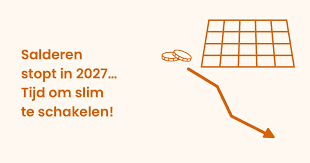 Salderen
stopt in 2027...
Tijd om slim
te schakelen!